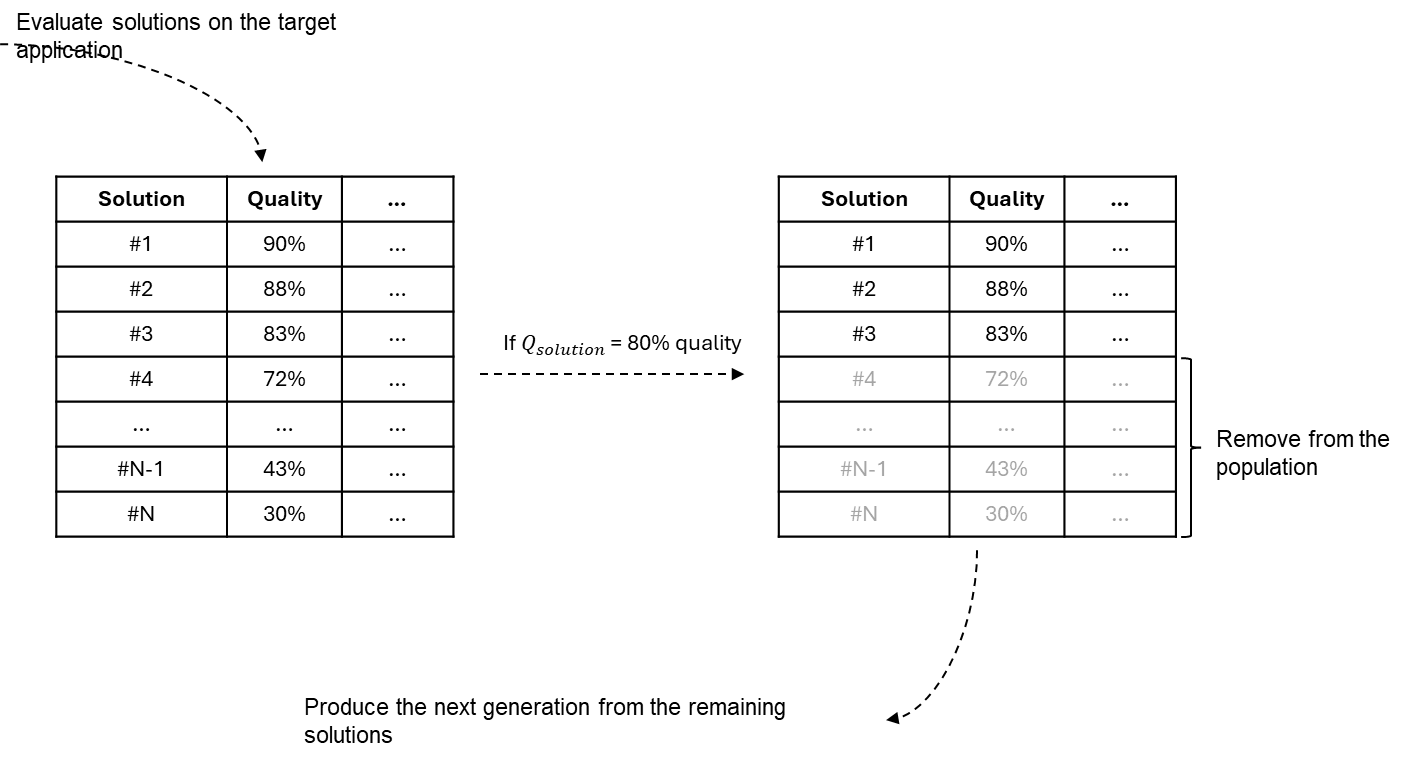 Evaluate solutions on the target
application
Solution Quality ...
#1 90% ...
#2 88% ...
#3 83% ...
#4 72% ...
... ... ...
#N-1 43% ...
#N 30% ...
If Qsolution = 80% quality
Solution Quality ...
#1 90% ...
#2 88% ...
#3 83% ...
#4 72% ...
... ... ...
#N-1 43% ...
#N 30% ...
Remove from the
population
Produce the next generation from the remaining
solutions